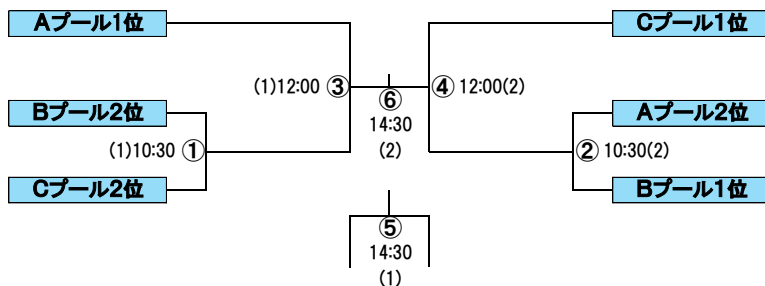 Aプール1位
Cプール1位
(1)12:00 ③
⑥
④ 12:00(2)
Bプール2位
Aプール2位
14:30
(2)
(1)10:30 ①
② 10:30(2)
Cプール2位
Bプール1位
⑤
14:30
(1)